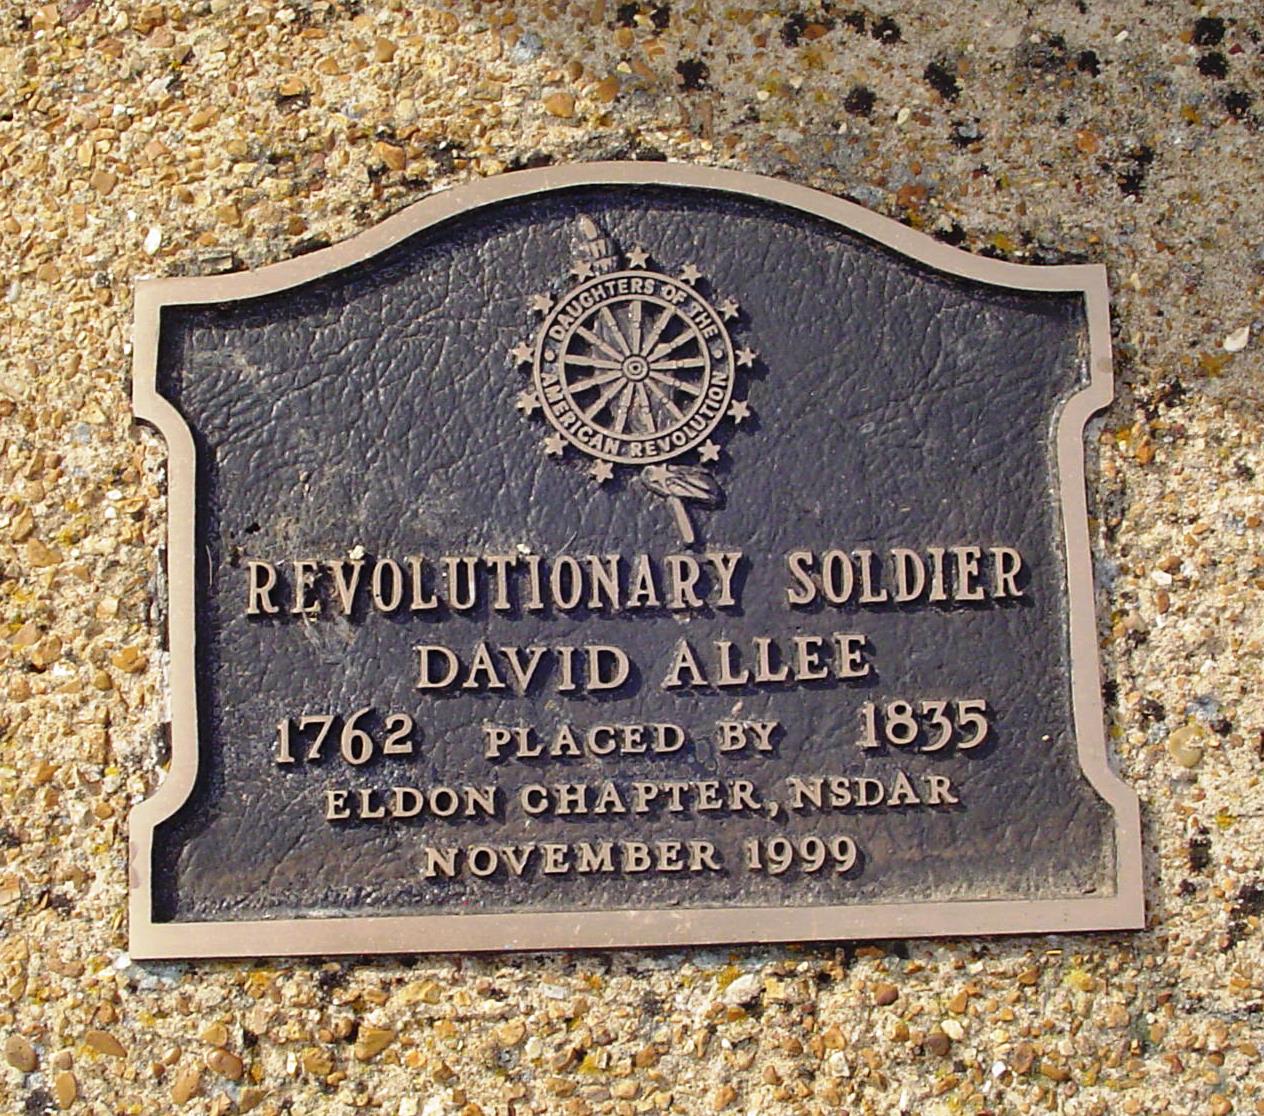 DAUGHTERS OF THE
AMERICAN REVOLUTION
REVOLUTIONARY SOLDIER
DAVID ALLEE
1762 PLACED BY 1835
ELDON CHAPTER, NSDAR
NOVEMBER 1999